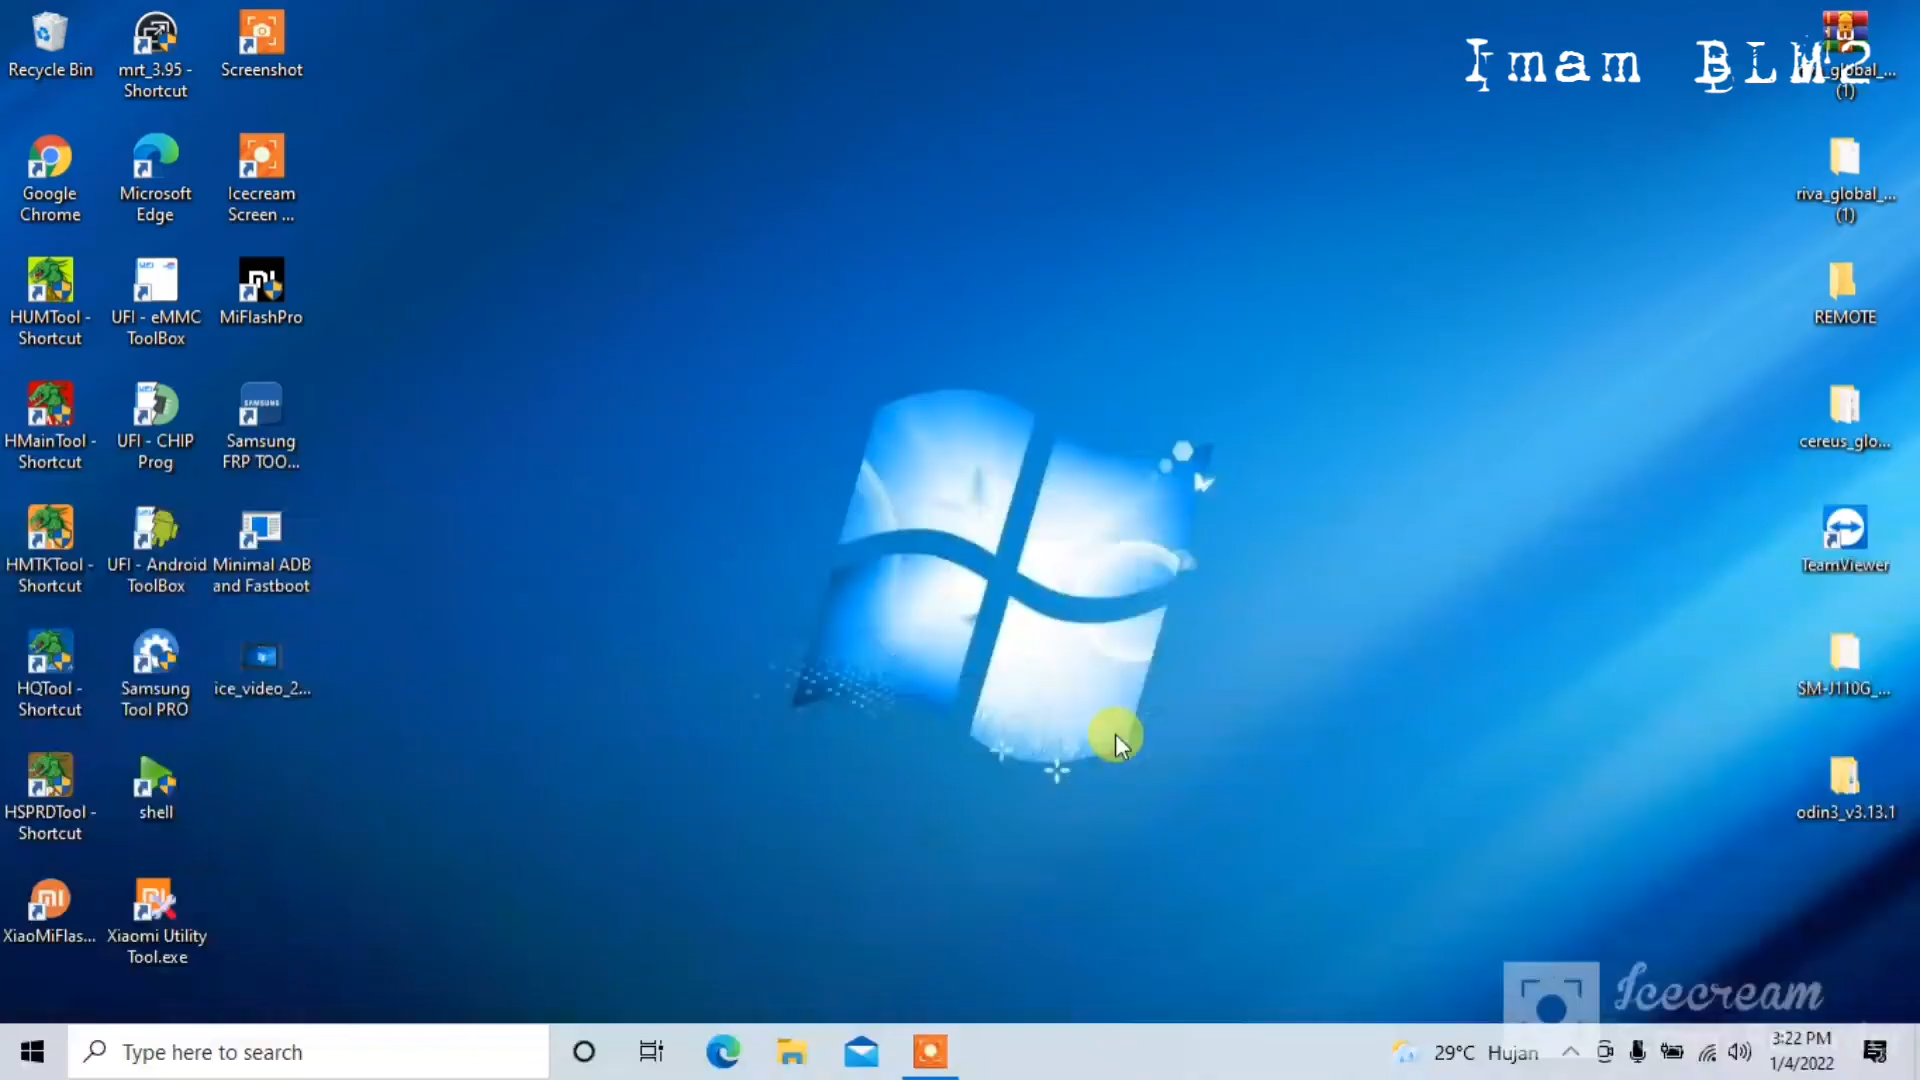 Imam BLM2
Recycle Bin
mrt_3.95 -
Shortcut
Screenshot
Google
Chrome
Microsoft
Edge
Icecream
Screen ...
HUMTool -
Shortcut
UFI - eMMC
ToolBox
MiFlashPro
HMainTool -
Shortcut
UFI - CHIP
Prog
SAMSUNG
Samsung
FRP TOO...
HMTKTool -
Shortcut
UFI - Android
ToolBox
Minimal ADB
and Fastboot
HQTool -
Shortcut
Samsung
Tool PRO
ice_video_2...
HSPRDTool -
Shortcut
shell
XiaoMiFlas...
Xiaomi Utility
Tool.exe
global_...
(1)
riva_global_...
(1)
REMOTE
cereus_glo...
TeamViewer
SM-J110G_...
odin3_v3.13.1
Icecream
Type here to search
29°C Hujan
3:22 PM
1/4/2022